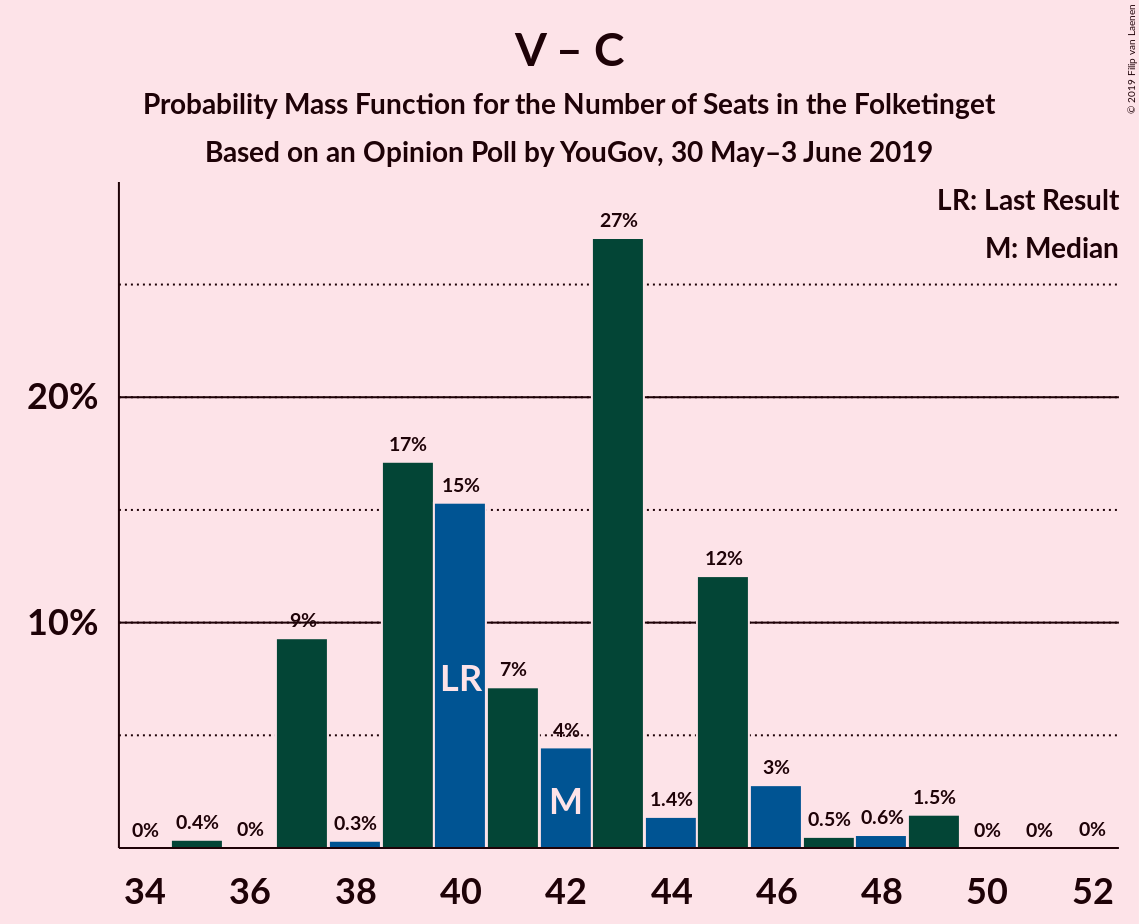 V – C
Probability Mass Function for the Number of Seats in the Folketinget
Based on an Opinion Poll by YouGov, 30 May–3 June 2019
© 2019 Filip van Laenen
LR: Last Result
M: Median
20%
10%
0%
0.4%
0%
9%
0.3%
17%
15%
7%
4%
27%
1.4%
12%
3%
0.5%
0.6%
1.5%
0%
0%
0%
LR
M
34 36 38 40 42 44 46 48 50 52